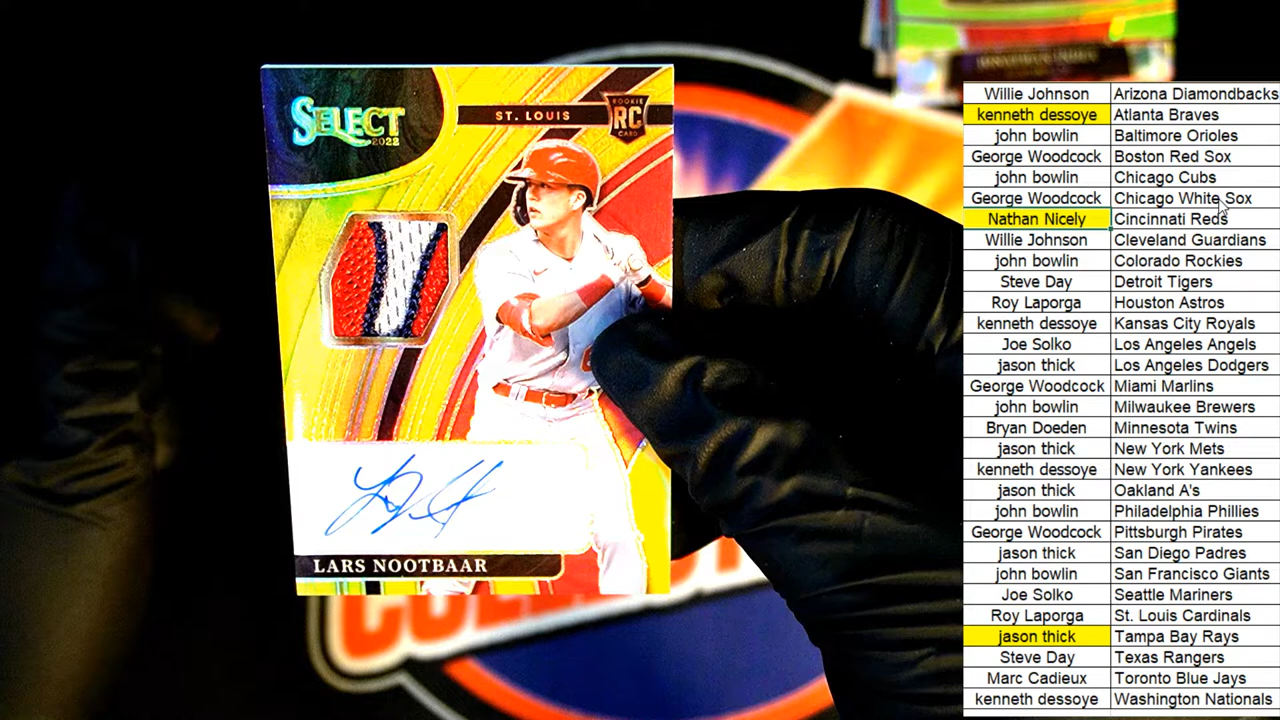 SELECT
2022
ST. LOUIS
ROOKIE
RC
CARD
LARS NOOTBAAR
Willie Johnson Arizona Diamondbacks
kenneth dessoye Atlanta Braves
john bowlin Baltimore Orioles
George Woodcock Boston Red Sox
john bowlin Chicago Cubs
George Woodcock Chicago White Sox
Nathan Nicely Cincinnati Reds
Willie Johnson Cleveland Guardians
john bowlin Colorado Rockies
Steve Day Detroit Tigers
Roy Laporga Houston Astros
kenneth dessoye Kansas City Royals
Joe Solko Los Angeles Angels
jason thick Los Angeles Dodgers
George Woodcock Miami Marlins
john bowlin Milwaukee Brewers
Bryan Doeden Minnesota Twins
jason thick New York Mets
kenneth dessoye New York Yankees
jason thick Oakland A's
john bowlin Philadelphia Phillies
George Woodcock Pittsburgh Pirates
jason thick San Diego Padres
john bowlin San Francisco Giants
Joe Solko Seattle Mariners
Roy Laporga St. Louis Cardinals
jason thick Tampa Bay Rays
Steve Day Texas Rangers
Marc Cadieux Toronto Blue Jays
kenneth dessoye Washington Nationals